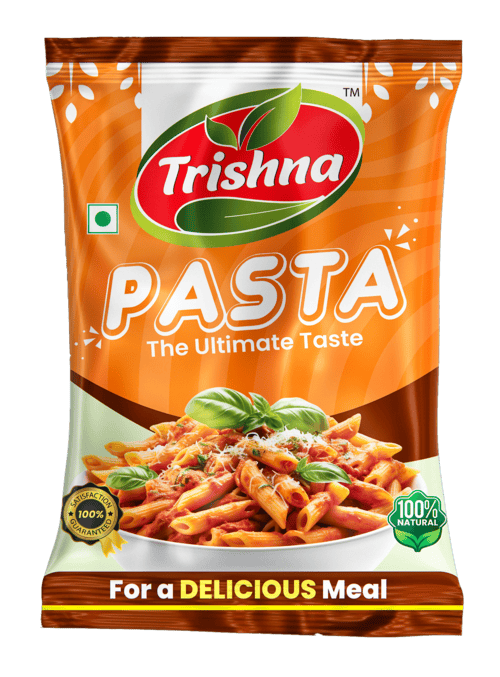 TM
Trishna
PASTA
The Ultimate Taste
SATISFACTION
100%
GUARANTEED
100%
NATURAL
For a DELICIOUS Meal